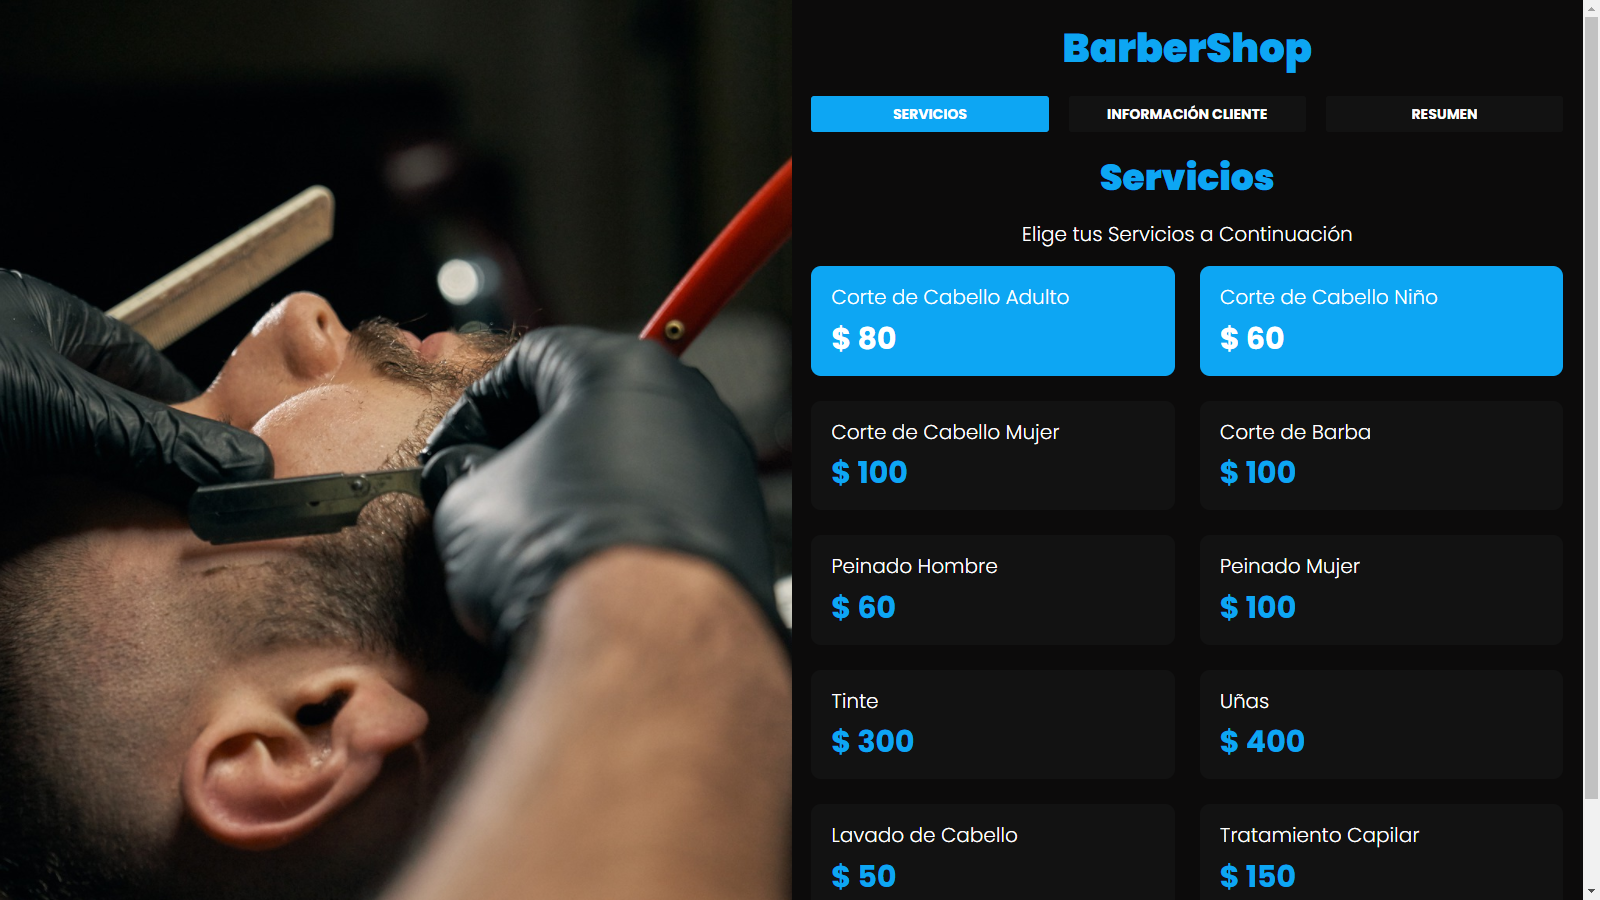 BarberShop
SERVICIOS
INFORMACIÓN CLIENTE
RESUMEN
Servicios
Elige tus Servicios a Continuación
Corte de Cabello Adulto
$ 80
Corte de Cabello Niño
$ 60
Corte de Cabello Mujer
$ 100
Corte de Barba
$ 100
Peinado Hombre
$ 60
Peinado Mujer
$ 100
Tinte
$ 300
Uñas
$ 400
Lavado de Cabello
$ 50
Tratamiento Capilar
$ 150